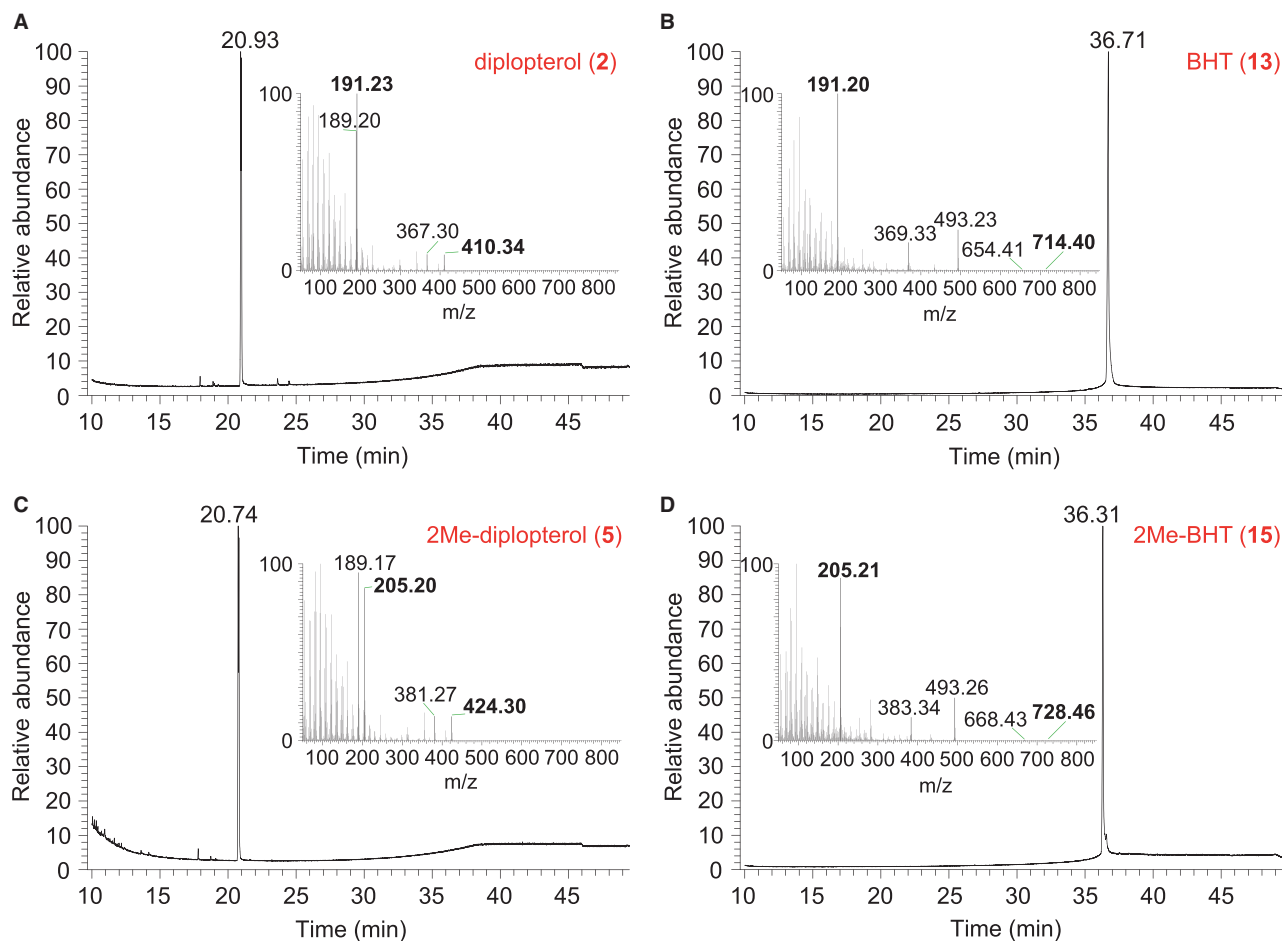 A
20.93
diplopterol (2)
Relative abundance
100
90
80
70
60
50
40
30
20
10
0
100
191.23
189.20
367.30
410.34
0
100 200 300 400 500 600 700 800
m/z
10 15 20 25 30 35 40 45
Time (min)
B
36.71
BHT (13)
Relative abundance
100
90
80
70
60
50
40
30
20
10
0
100
191.20
369.33
493.23
654.41
714.40
0
100 200 300 400 500 600 700 800
m/z
10 15 20 25 30 35 40 45
Time (min)
C
20.74
2Me-diplopterol (5)
Relative abundance
100
90
80
70
60
50
40
30
20
10
0
100
189.17
205.20
381.27
424.30
0
100 200 300 400 500 600 700 800
m/z
10 15 20 25 30 35 40 45
Time (min)
D
36.31
2Me-BHT (15)
Relative abundance
100
90
80
70
60
50
40
30
20
10
0
100
205.21
383.34
493.26
668.43
728.46
0
100 200 300 400 500 600 700 800
m/z
10 15 20 25 30 35 40 45
Time (min)